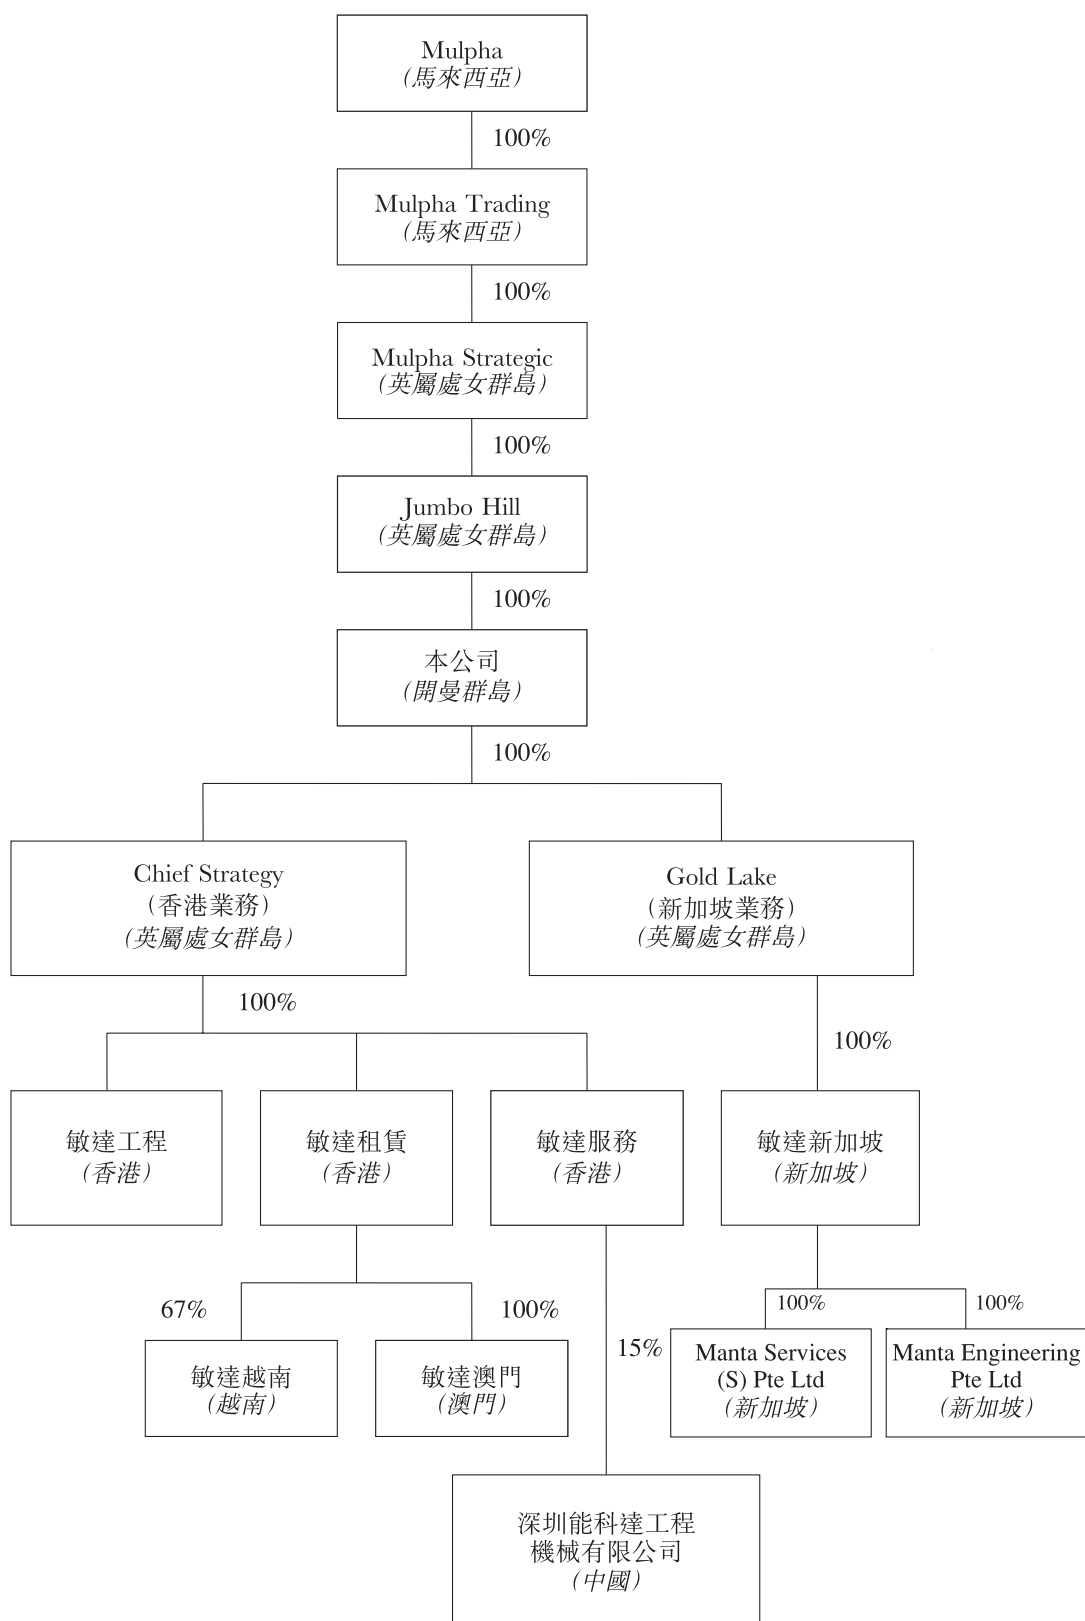 Mulpha
(馬來西亞)
100%
Mulpha Trading
(馬來西亞)
100%
Mulpha Strategic
(英屬處女群島)
100%
Jumbo Hill
(英屬處女群島)
100%
本公司
(開曼群島)
100%
Chief Strategy
(香港業務)
(英屬處女群島)
Gold Lake
(新加坡業務)
(英屬處女群島)
100%
100%
敏達工程
(香港)
敏達租賃
(香港)
敏達服務
(香港)
敏達新加坡
(新加坡)
67%
100%
15%
100%
100%
敏達越南
(越南)
敏達澳門
(澳門)
Manta Services
(S) Pte Ltd
(新加坡)
Manta Engineering
Pte Ltd
(新加坡)
深圳能科達工程
機械有限公司
(中國)